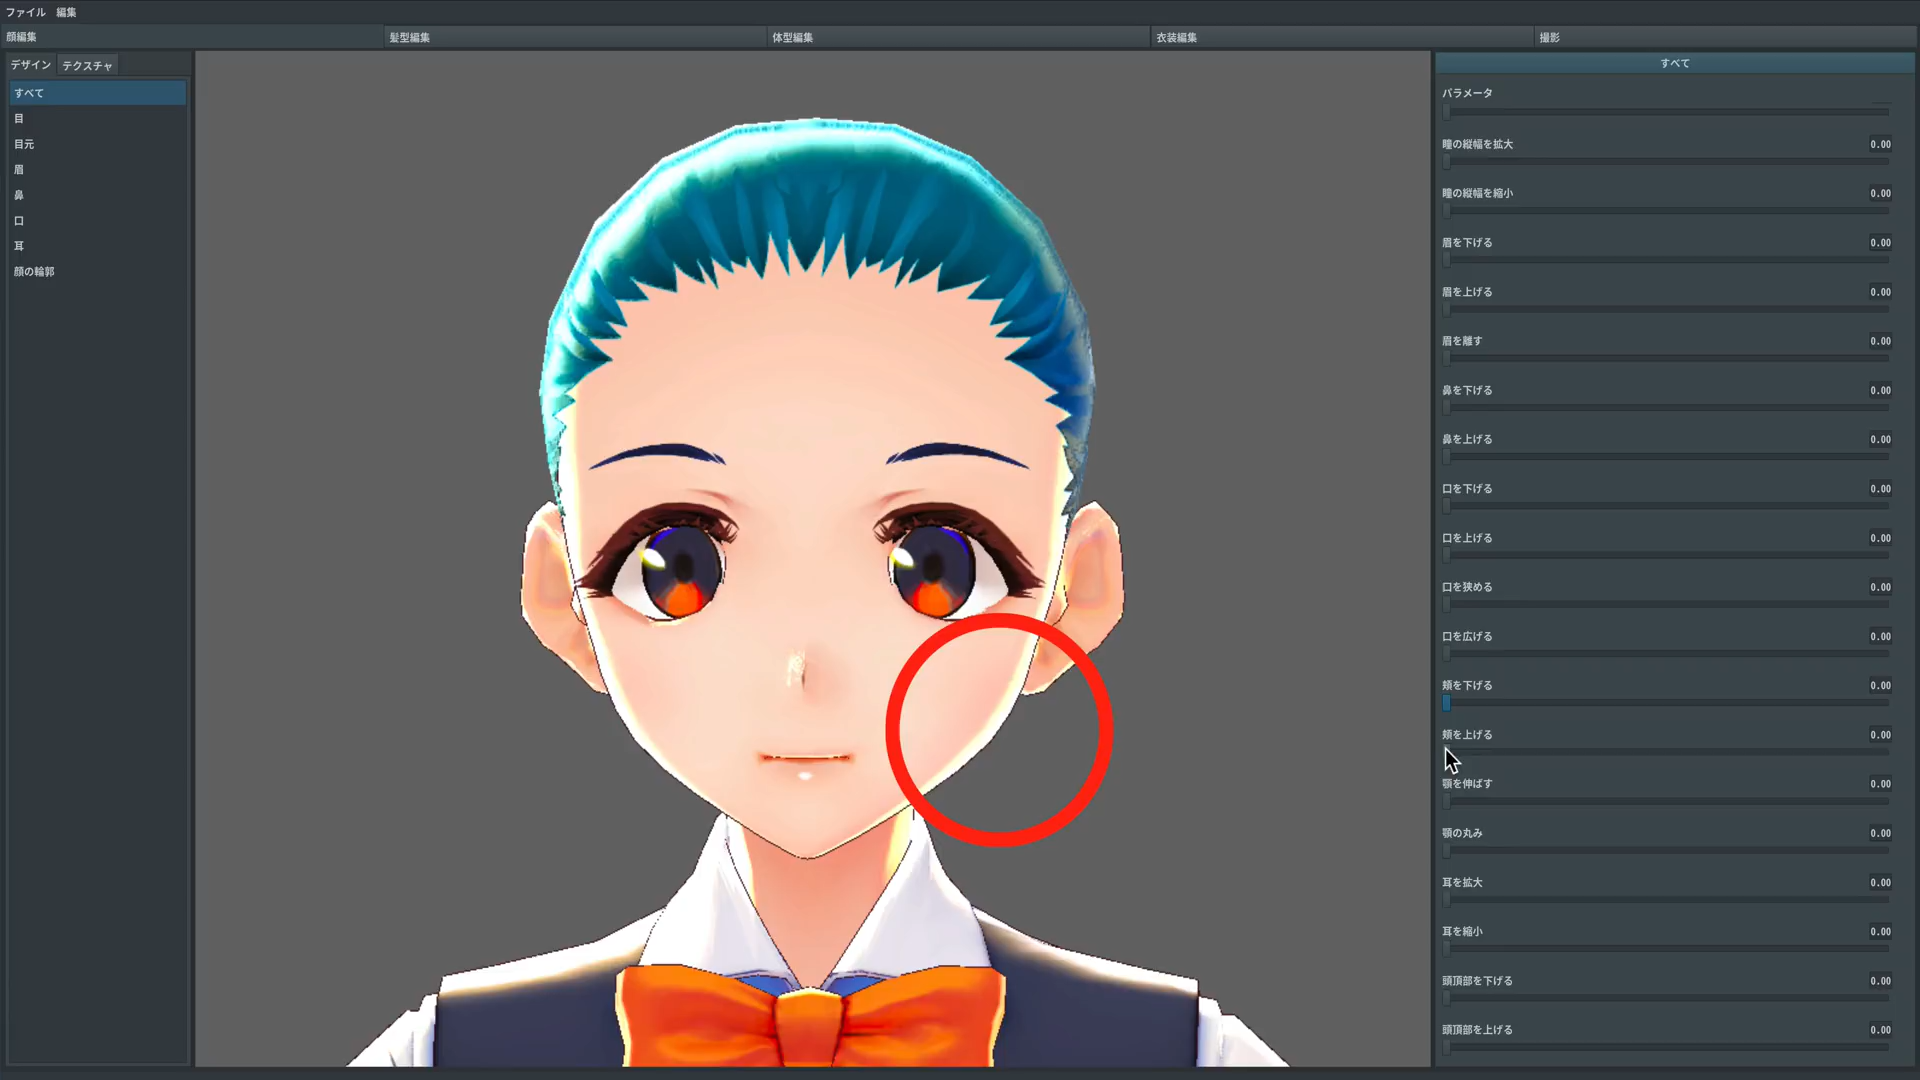 ファイル 編集
顔編集 髪型編集 体型編集 衣装編集 撮影
デザイン テクスチャ
すべて
目
目元
眉
鼻
口
耳
顔の輪郭
すべて
パラメータ
瞳の縦幅を拡大 0.00
瞳の縦幅を縮小 0.00
眉を下げる 0.00
眉を上げる 0.00
眉を離す 0.00
鼻を下げる 0.00
鼻を上げる 0.00
口を下げる 0.00
口を上げる 0.00
口を狭める 0.00
口を広げる 0.00
頬を下げる 0.00
頬を上げる 0.00
顎を伸ばす 0.00
顎の丸み 0.00
耳を拡大 0.00
耳を縮小 0.00
頭頂部を下げる 0.00
頭頂部を上げる 0.00